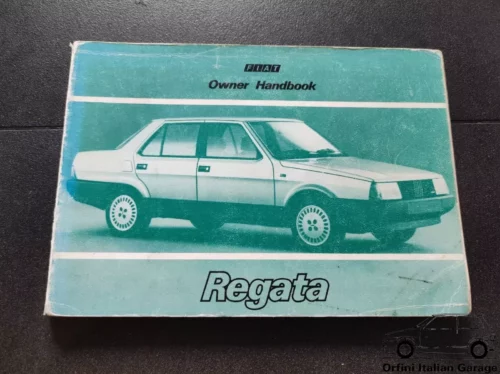 FIAT
Owner Handbook
Regata
Orfini Italian Garage